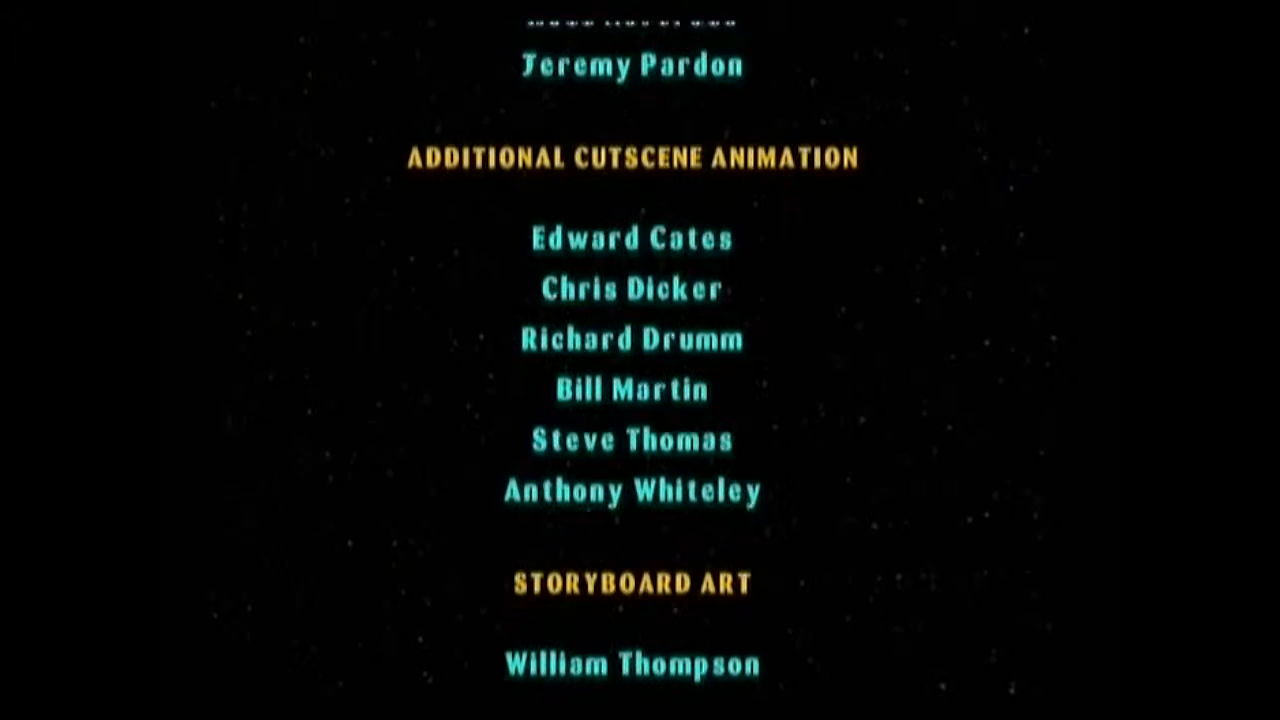 Jeremy Pardon
ADDITIONAL CUTSCENE ANIMATION
Edward Cates
Chris Dicker
Richard Drumm
Bill Martin
Steve Thomas
Anthony Whiteley
STORYBOARD ART
William Thompson